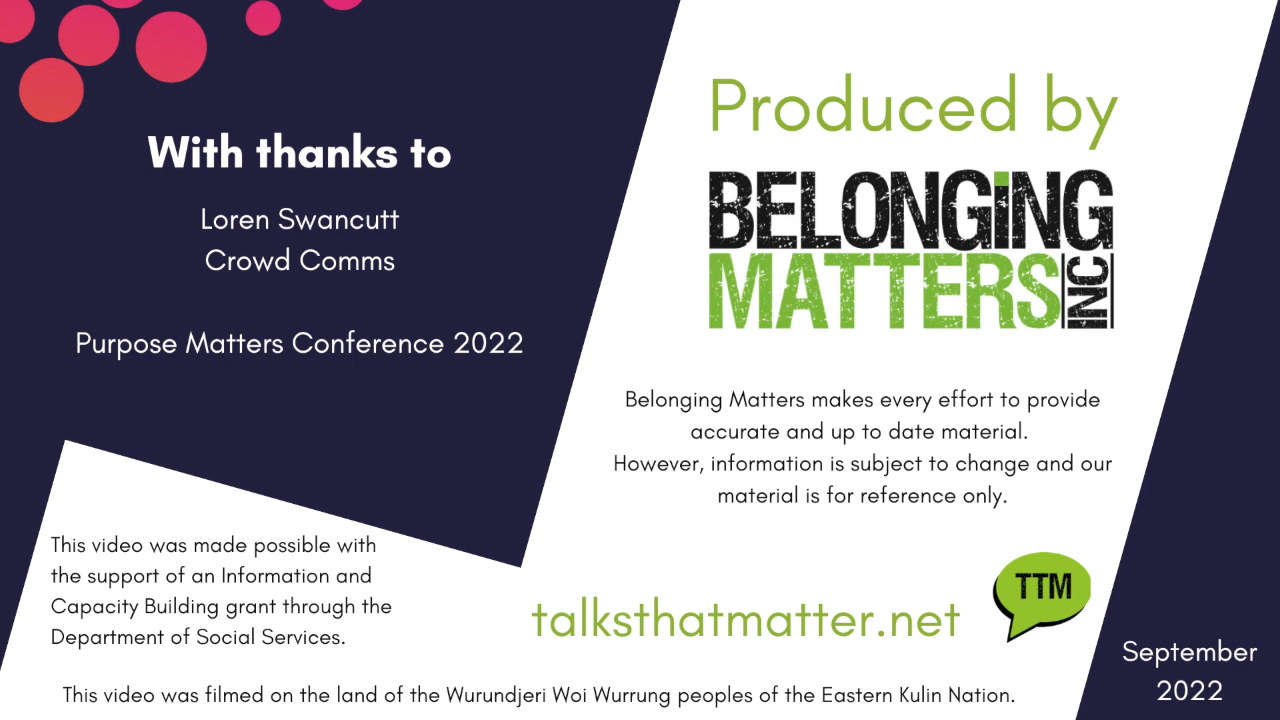 With thanks to
Loren Swancutt
Crowd Comms
Purpose Matters Conference 2022
Produced by
BELONGiNG
MATTERS INC
Belonging Matters makes every effort to provide
accurate and up to date material.
However, information is subject to change and our
material is for reference only.
This video was made possible with
the support of an Information and
Capacity Building grant through the
Department of Social Services.
talksthatmatter.net
TTM
September
2022
This video was filmed on the land of the Wurundjeri Woi Wurrung peoples of the Eastern Kulin Nation.